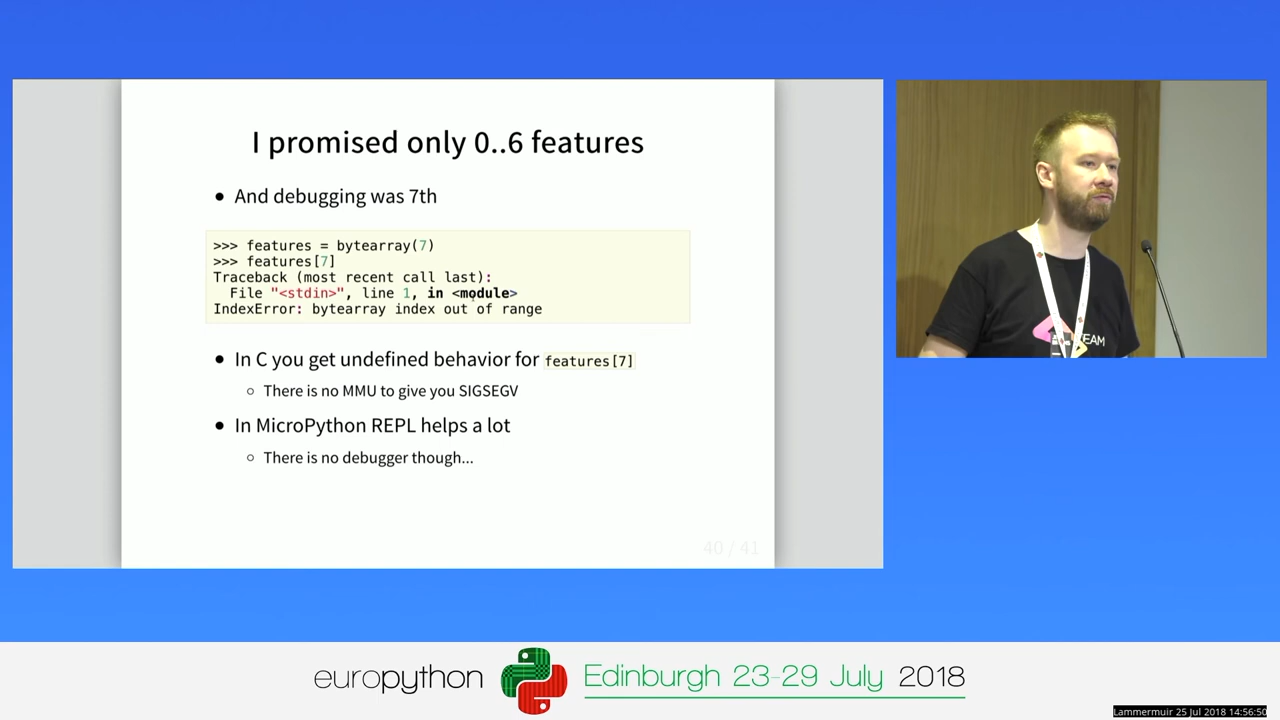 I promised only 0..6 features
● And debugging was 7th
>>> features = bytearray(7)
>>> features[7]
Traceback (most recent call last):
File "<stdin>", line 1, in <module>
IndexError: bytearray index out of range
● In C you get undefined behavior for features[7]
○ There is no MMU to give you SIGSEGV
● In MicroPython REPL helps a lot
○ There is no debugger though...
40 / 41
EAM
europython Edinburgh 23-29 July 2018
Lammermuir 25 Jul 2018 14:56:50